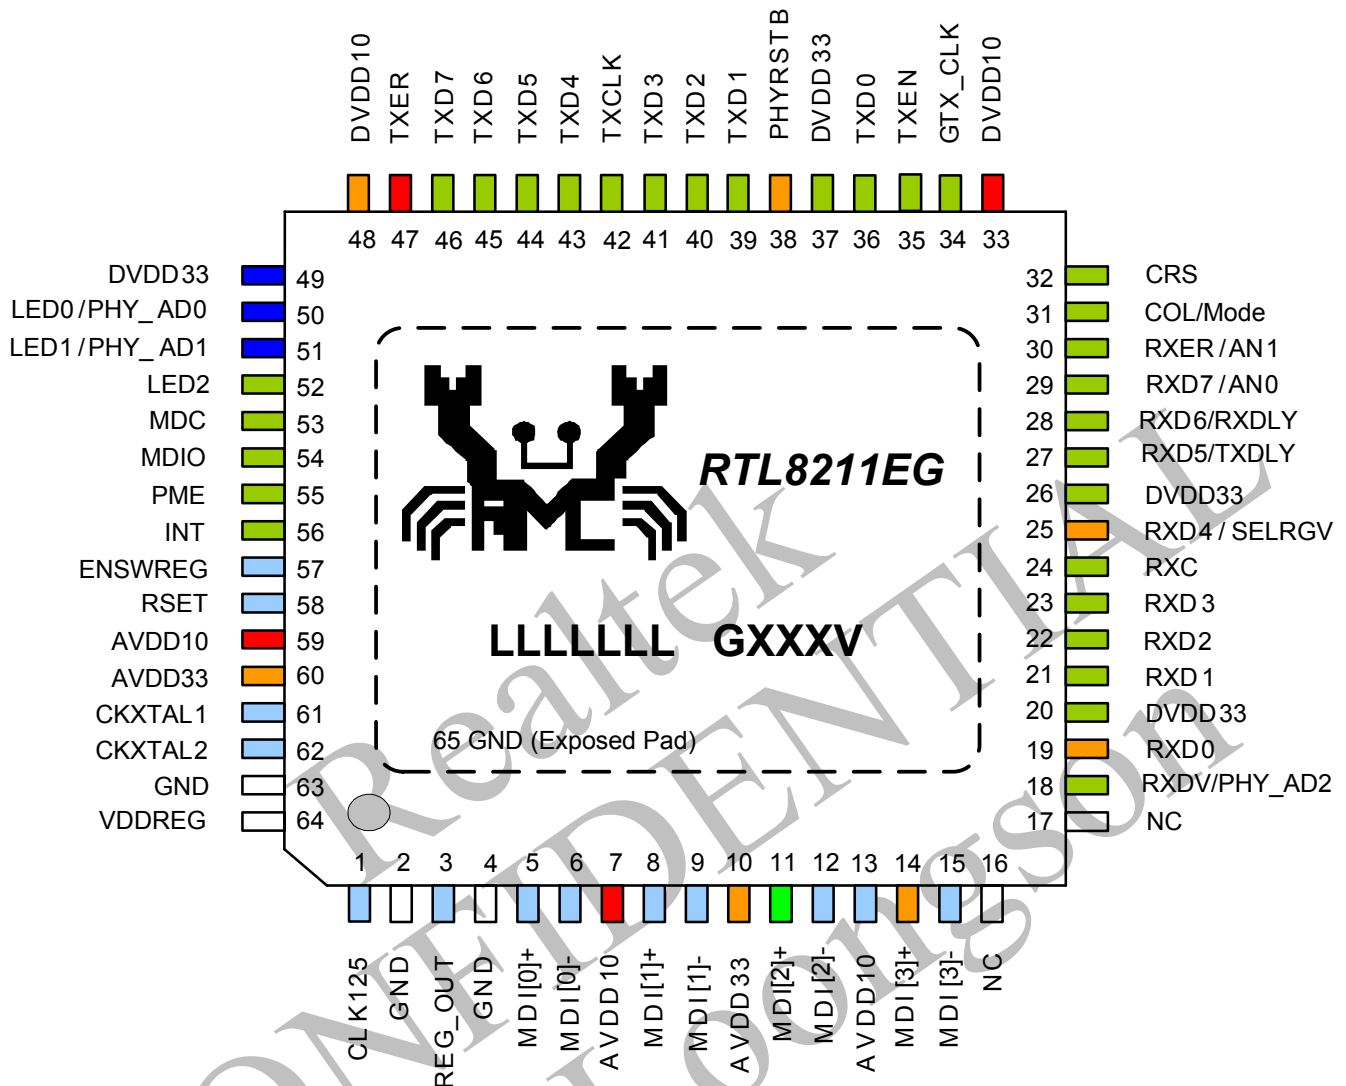 DVDD10
TXER
TXD7
TXD6
TXD5
TXD4
TXCLK
TXD3
TXD2
TXD1
PHYRSTB
DVDD33
TXD0
TXEN
GTX_CLK
DVDD10
48 47 46 45 44 43 42 41 40 39 38 37 36 35 34 33
DVDD33 49
LED0/PHY_AD0 50
LED1/PHY_AD1 51
LED2 52
MDC 53
MDIO 54
PME 55
INT 56
ENSWREG 57
RSET 58
AVDD10 59
AVDD33 60
CKXTAL1 61
CKXTAL2 62
GND 63
VDDREG 64
RTL8211EG
LLLLLLL GXXXV
65 GND (Exposed Pad)
32 CRS
31 COL/Mode
30 RXER/AN1
29 RXD7/AN0
28 RXD6/RXDLY
27 RXD5/TXDLY
26 DVDD33
25 RXD4/SELRGV
24 RXC
23 RXD3
22 RXD2
21 RXD1
20 DVDD33
19 RXD0
18 RXDV/PHY_AD2
17 NC
1 2 3 4 5 6 7 8 9 10 11 12 13 14 15 16
CLK125
GND
REG_OUT
GND
MDI[0]+
MDI[0]-
AVDD10
MDI[1]+
MDI[1]-
AVDD33
MDI[2]+
MDI[2]-
AVDD10
MDI[3]+
MDI[3]-
NC
Realtek
CONFIDENTIAL
Loongson